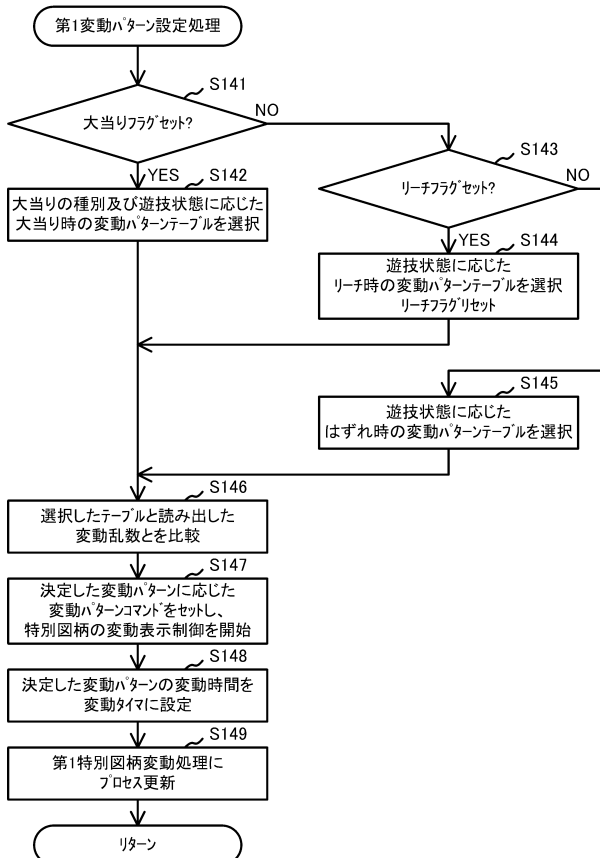 第1変動パターン設定処理
S141
大当りフラグセット?
NO
YES
S142
大当りの種別及び遊技状態に応じた
大当り時の変動パターンテーブルを選択
S143
リーチフラグセット?
NO
YES
S144
遊技状態に応じた
リーチ時の変動パターンテーブルを選択
リーチフラグリセット
S145
遊技状態に応じた
はずれ時の変動パターンテーブルを選択
S146
選択したテーブルと読み出した
変動乱数とを比較
S147
決定した変動パターンに応じた
変動パターンコマンドをセットし、
特別図柄の変動表示制御を開始
S148
決定した変動パターンの変動時間を
変動タイマに設定
S149
第1特別図柄変動処理に
プロセス更新
リターン